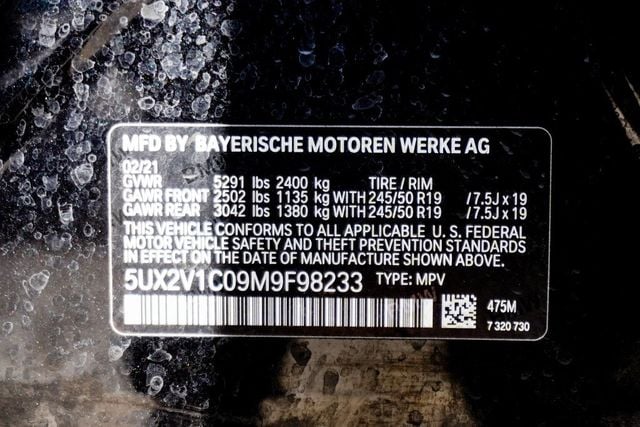 MFD BY BAYERISCHE MOTOREN WERKE AG
02/21
GVWR 5291 lbs 2400 kg TIRE / RIM
GAWR FRONT 2502 lbs 1135 kg WITH 245/50 R19 / 7.5J x 19
GAWR REAR 3042 lbs 1380 kg WITH 245/50 R19 / 7.5J x 19
THIS VEHICLE CONFORMS TO ALL APPLICABLE U. S. FEDERAL
MOTOR VEHICLE SAFETY AND THEFT PREVENTION STANDARDS
IN EFFECT ON THE DATE OF MANUFACTURE SHOWN ABOVE.
5UX2V1C09M9F98233 TYPE: MPV
475M
7 320 730